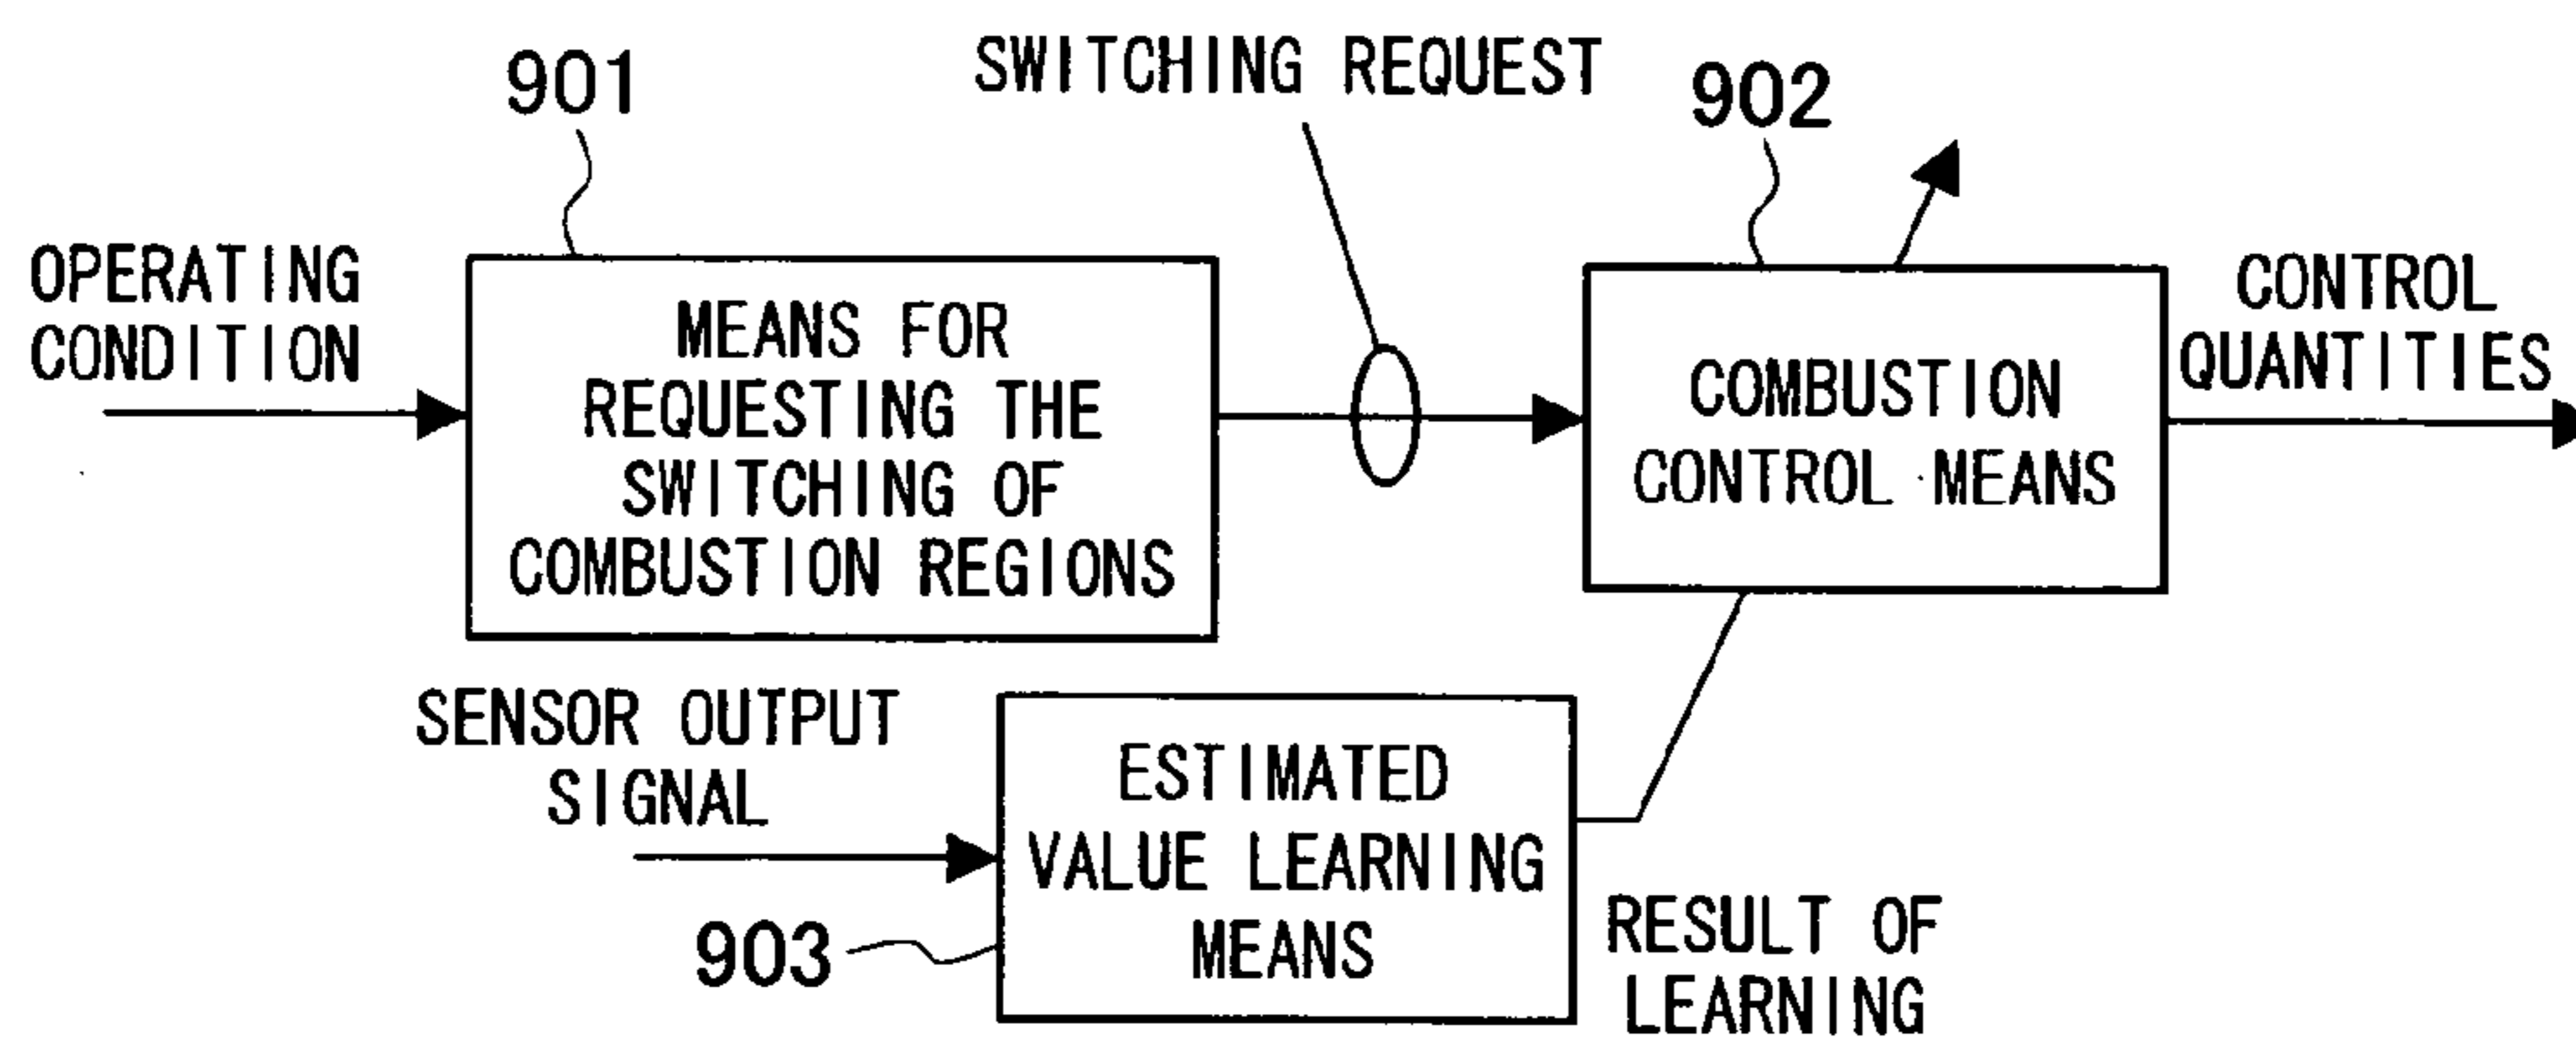 901
SWITCHING REQUEST
902
OPERATING
CONDITION
MEANS FOR
REQUESTING THE
SWITCHING OF
COMBUSTION REGIONS
COMBUSTION
CONTROL MEANS
CONTROL
QUANTITIES
SENSOR OUTPUT
SIGNAL
903
ESTIMATED
VALUE LEARNING
MEANS
RESULT OF
LEARNING